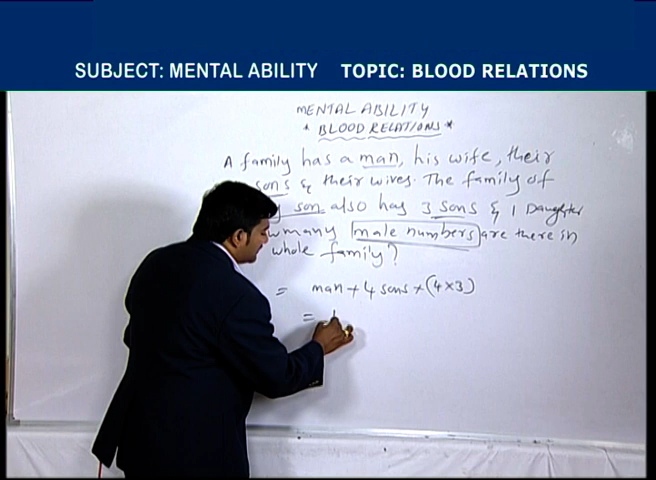 SUBJECT: MENTAL ABILITY TOPIC: BLOOD RELATIONS
MENTAL ABILITY
* BLOOD RELATIONS *
A family has a man, his wife, their
sons & their wives. The family of
son also has 3 sons & 1 Daughter
many male numbers are there in
whole family?
= man + 4 sons + (4×3)
= 1